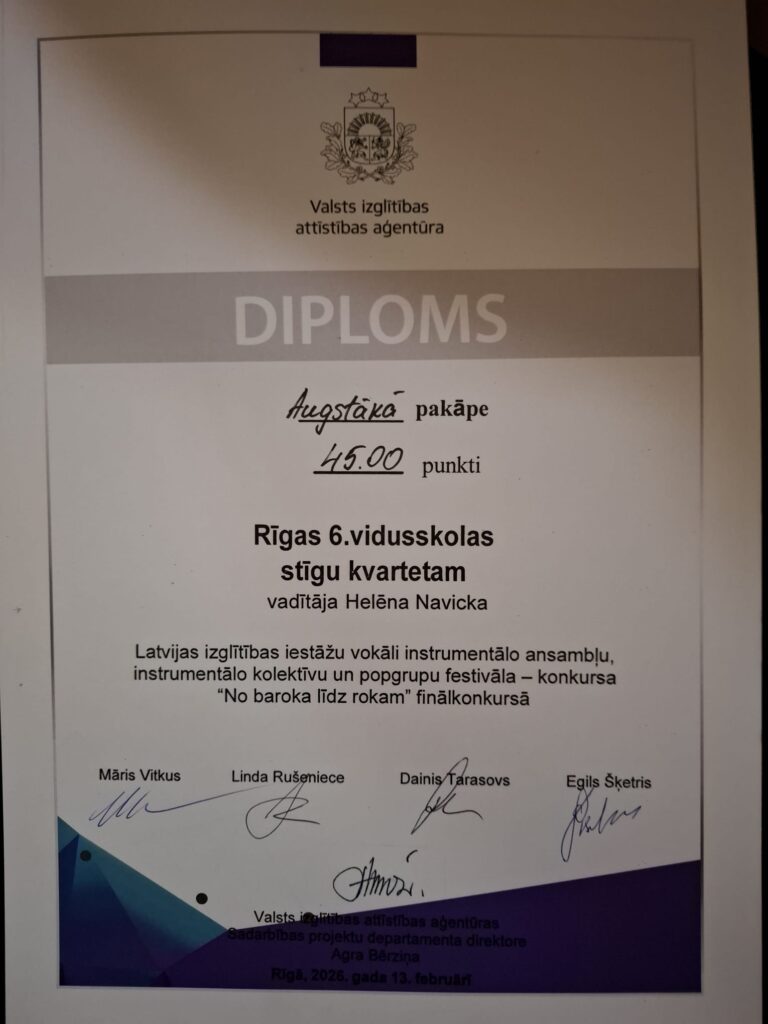 Valsts izglītības
attīstības aģentūra
DIPLOMS
Augstākā pakāpe
45.00 punkti
Rīgas 6.vidusskolas
stīgu kvartetam
vadītāja Helēna Navicka
Latvijas izglītības iestāžu vokāli instrumentālo ansambļu,
instrumentālo kolektīvu un popgrupu festivāla – konkursa
“No baroka līdz rokam” finālkonkursā
Māris Vitkus Linda Rušeniece Dainis Tarasovs Egils Šķetris
Valsts izglītības attīstības aģentūras
Sadarbības projektu departamenta direktore
Agra Bērziņa
Rīgā, 2026. gada 13. februārī